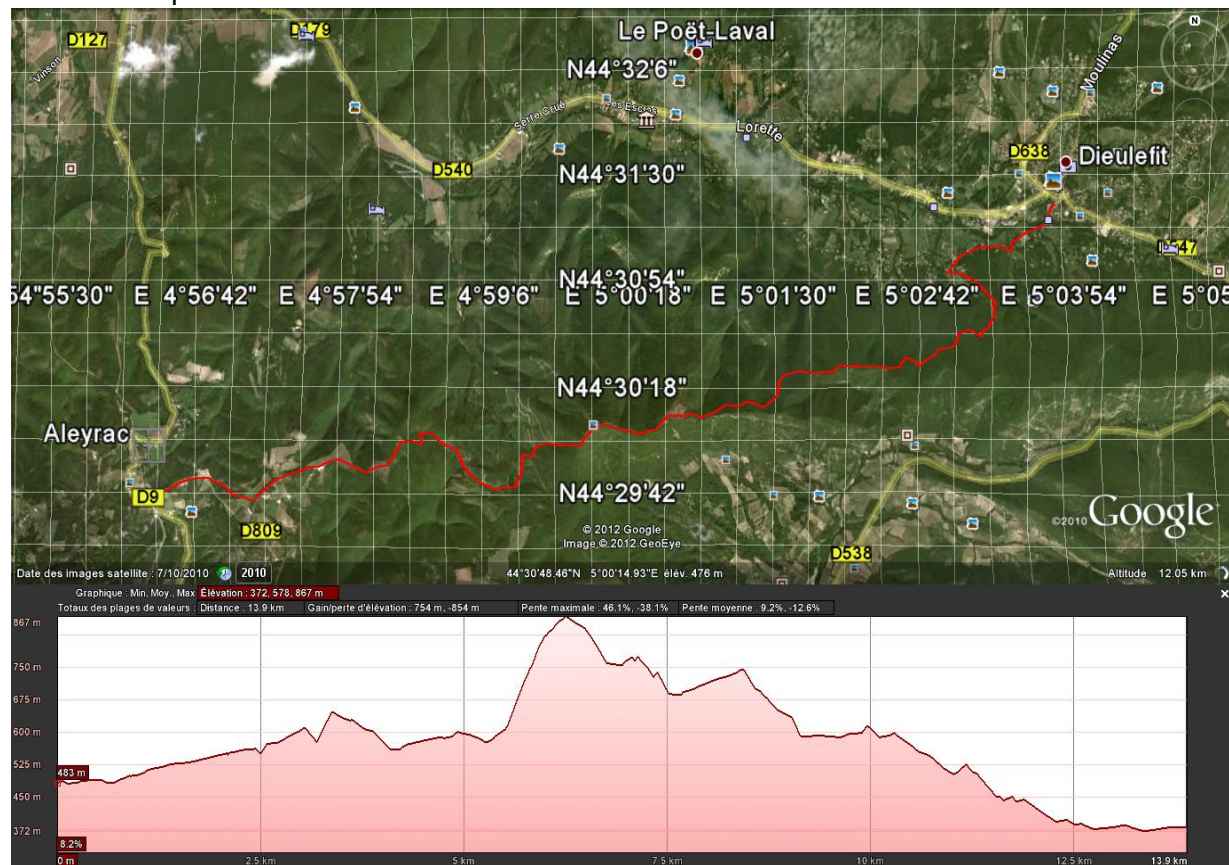 D127
D179
Le Poët-Laval
Vinson
N44°32'6"
Moulinas
Serre Crué
Les Escles
Lorette
D638
Dieulefit
D540
N44°31'30"
N44°30'54"
54"55'30" E 4°56'42" E 4°57'54" E 4°59'6" E 5°00'18" E 5°01'30" E 5°02'42" E 5°03'54" E 5°05
N44°30'18"
Aleyrac
D9
N44°29'42"
D809
D538
© 2012 Google
Image © 2012 GeoEye
©2010 Google
Date des images satellite : 7/10/2010 2010 44°30'48.46"N 5°00'14.93"E élév. 476 m Altitude 12.05 km
Graphique : Min, Moy., Max Élévation : 372, 578, 867 m
Totaux des plages de valeurs : Distance : 13.9 km Gain/perte d'élévation : 754 m, -854 m Pente maximale : 46.1%, -38.1% Pente moyenne : 9.2%, -12.6%
867 m
750 m
675 m
600 m
525 m
483 m
450 m
372 m
8.2%
0 m 2.5 km 5 km 7.5 km 10 km 12.5 km 13.9 km